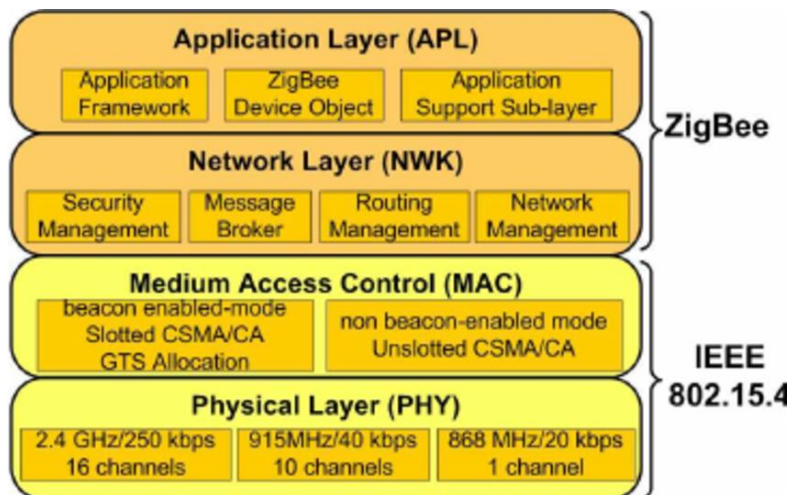 Application Layer (APL)
Application
Framework
ZigBee
Device Object
Application
Support Sub-layer
ZigBee
Network Layer (NWK)
Security
Management
Message
Broker
Routing
Management
Network
Management
Medium Access Control (MAC)
beacon enabled-mode
Slotted CSMA/CA
GTS Allocation
non beacon-enabled mode
Unslotted CSMA/CA
IEEE
802.15.4
Physical Layer (PHY)
2.4 GHz/250 kbps
16 channels
915MHz/40 kbps
10 channels
868 MHz/20 kbps
1 channel